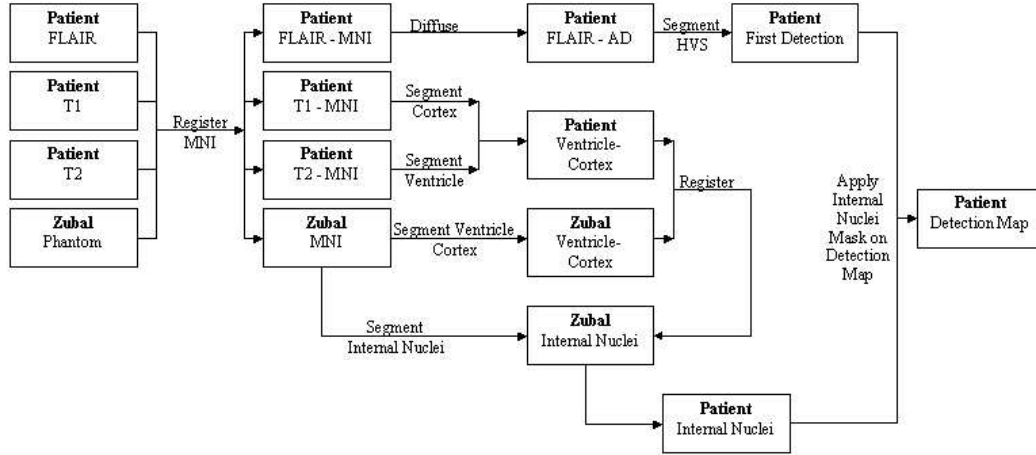 Patient
FLAIR
Patient
T1
Patient
T2
Zubal
Phantom
Register
MNI
Patient
FLAIR - MNI
Patient
T1 - MNI
Patient
T2 - MNI
Zubal
MNI
Diffuse
Segment
Cortex
Segment
Ventricle
Segment Ventricle
Cortex
Segment
Internal Nuclei
Patient
FLAIR - AD
Patient
Ventricle-
Cortex
Zubal
Ventricle-
Cortex
Zubal
Internal Nuclei
Segment
HVS
Register
Patient
First Detection
Patient
Internal Nuclei
Apply
Internal
Nuclei
Mask on
Detection
Map
Patient
Detection Map